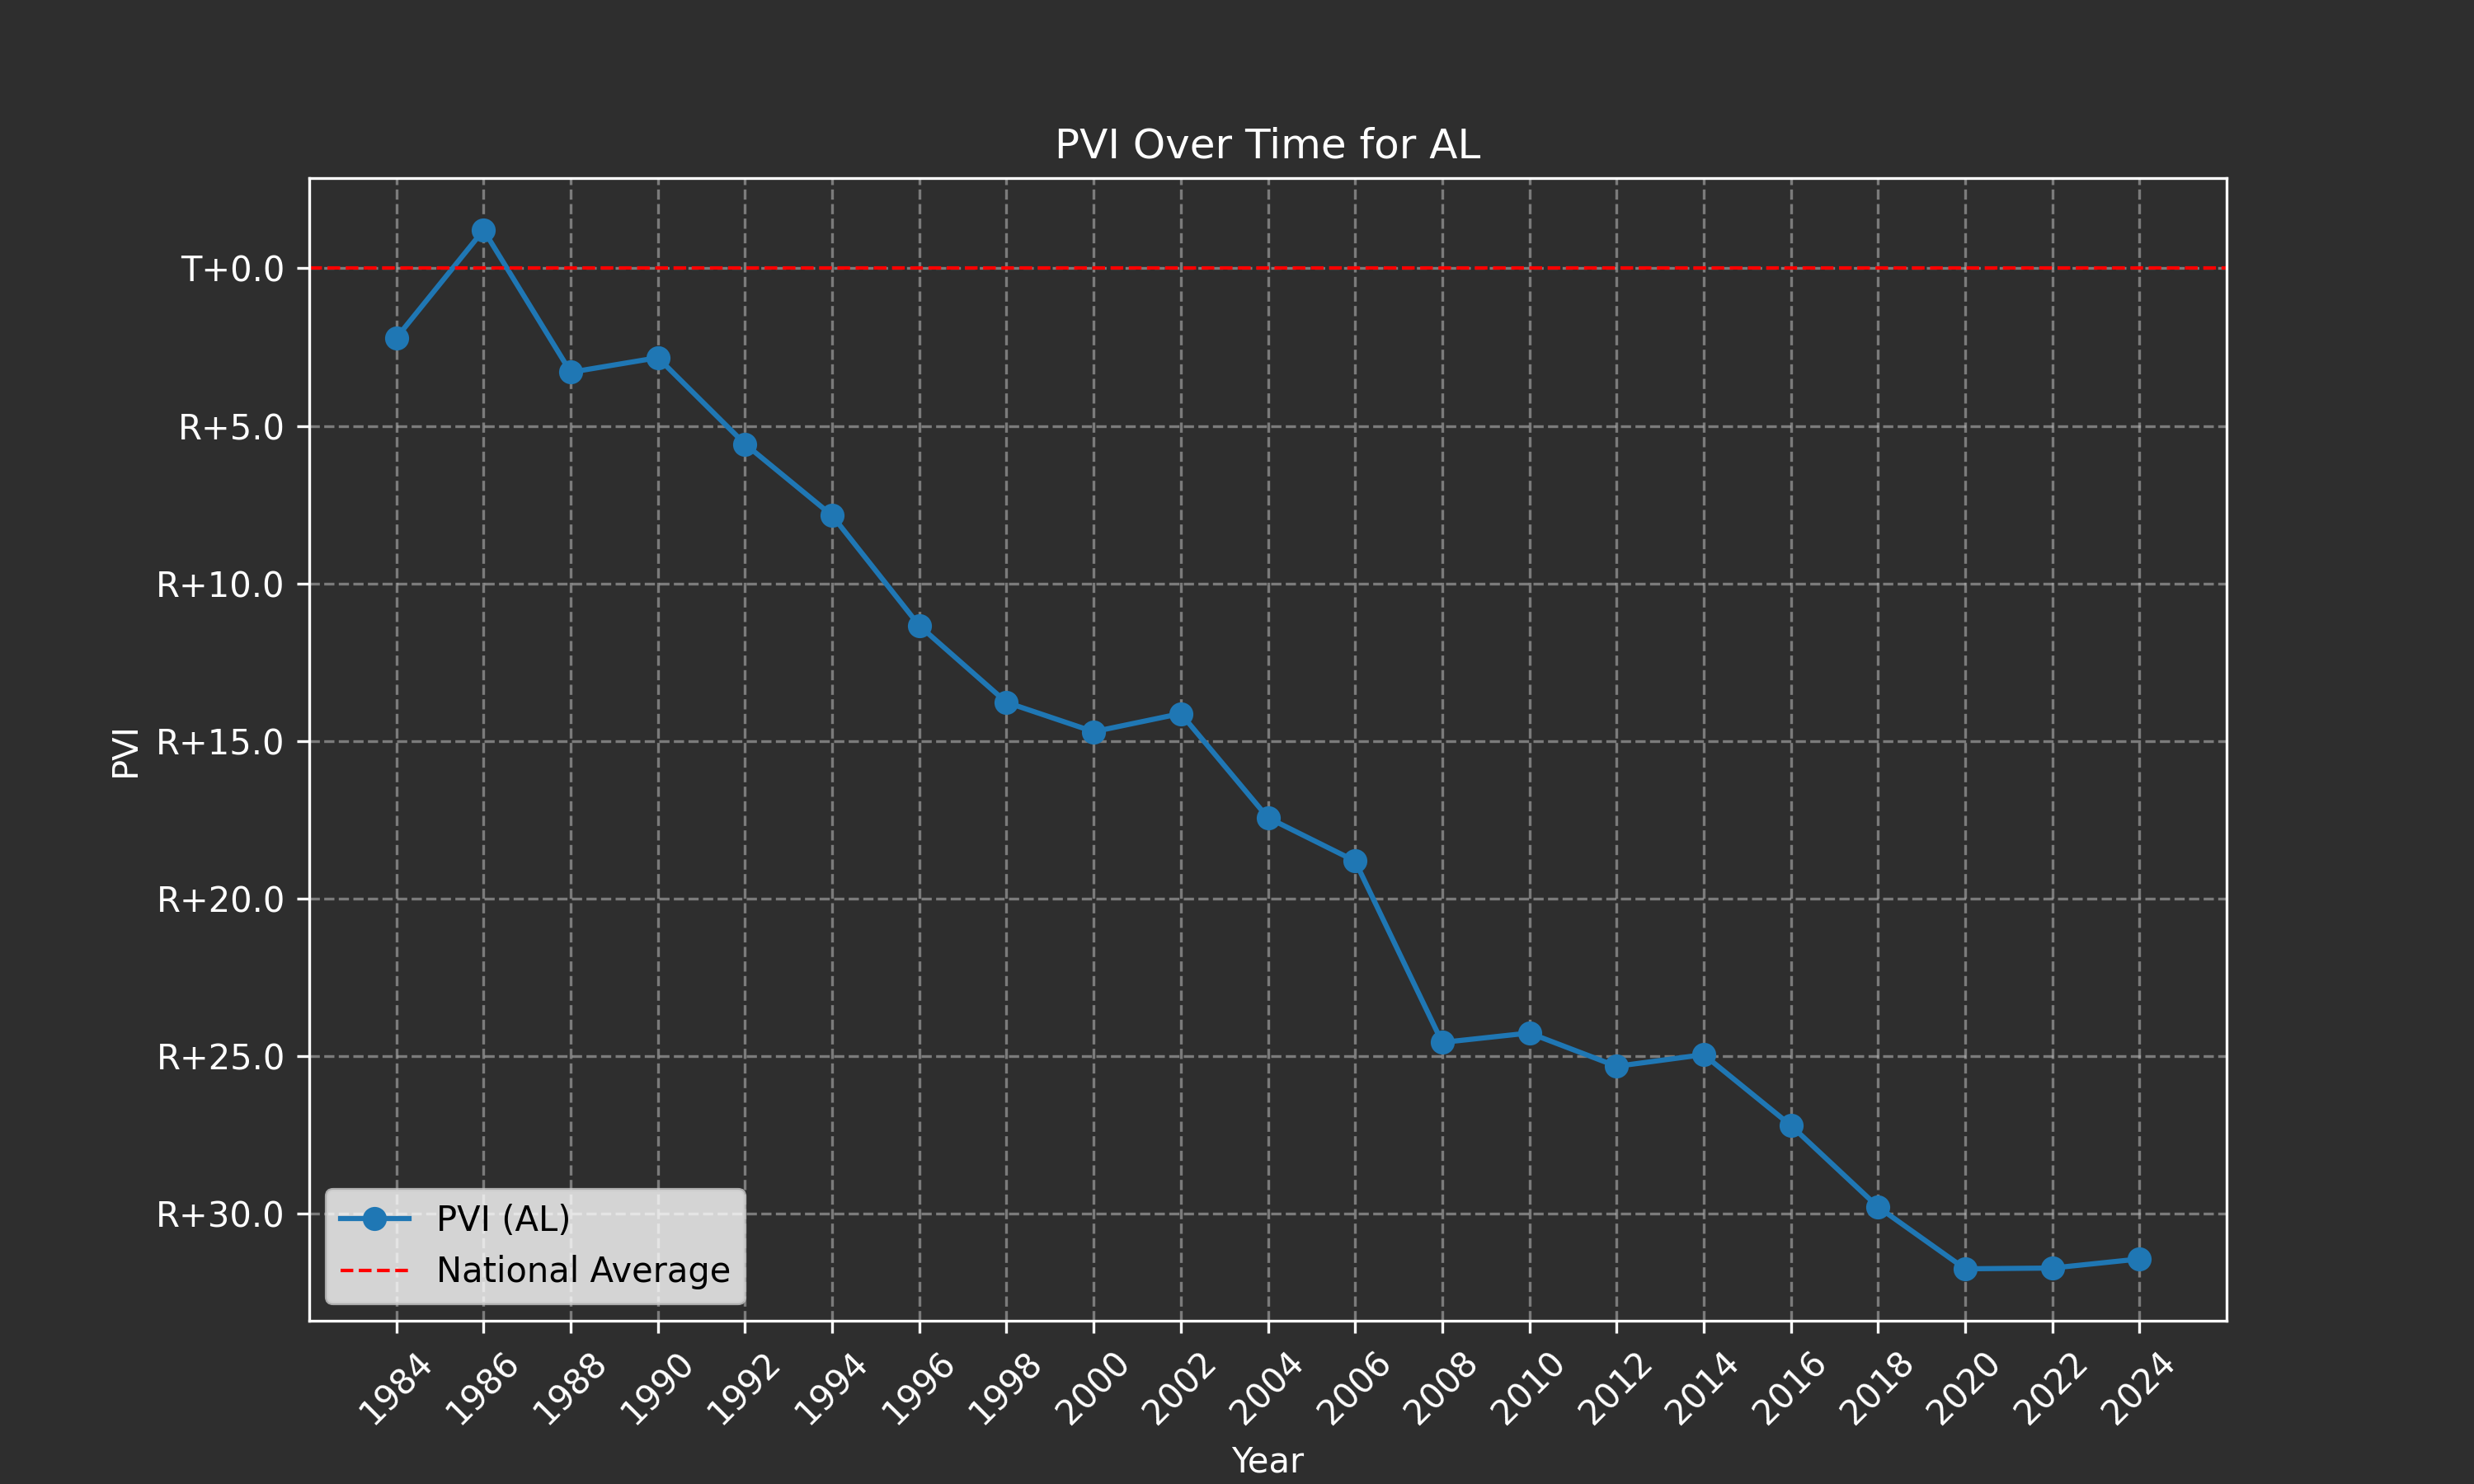 PVI Over Time for AL
PVI
T+0.0
R+5.0
R+10.0
R+15.0
R+20.0
R+25.0
R+30.0
PVI (AL)
National Average
1984
1986
1988
1990
1992
1994
1996
1998
2000
2002
2004
2006
2008
2010
2012
2014
2016
2018
2020
2022
2024
Year